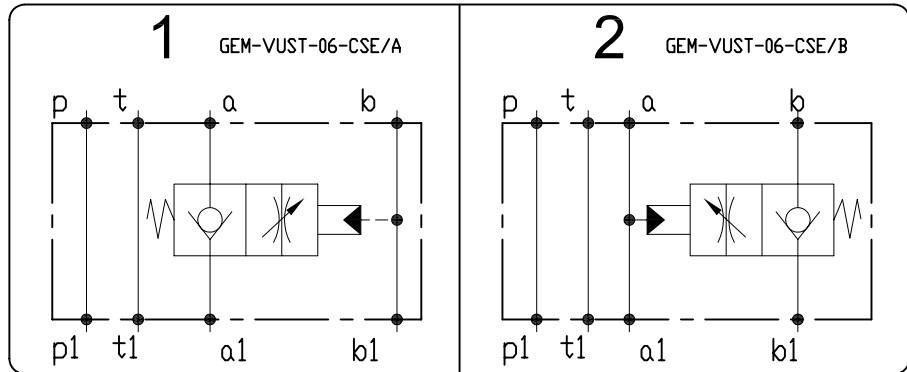 1 GEM-VUST-06-CSE/A
p t a b
p1 t1 a1 b1
2 GEM-VUST-06-CSE/B
p t a b
p1 t1 a1 b1